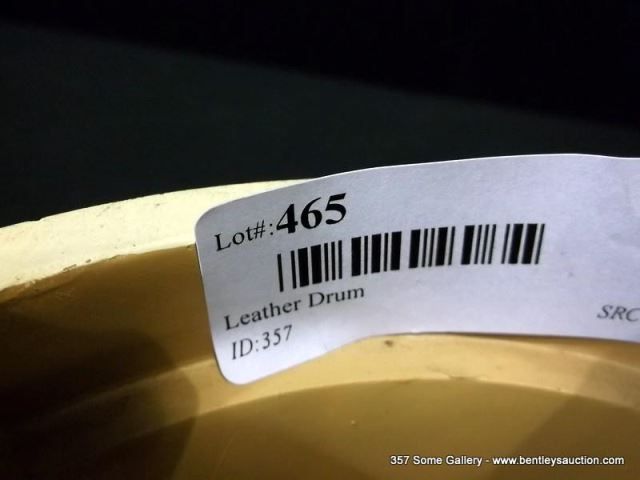 Lot#:465
Leather Drum
ID:357
SRC
357 Some Gallery - www.bentleysauction.com